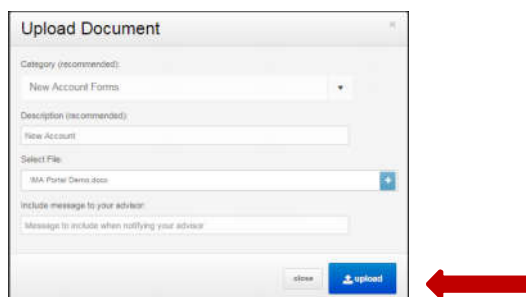 Upload Document
×
Category (recommended):
New Account Forms
Description (recommended):
New Account
Select File:
IMA Portal Demo.docx
Include message to your advisor:
Message to include when notifying your advisor
close
upload